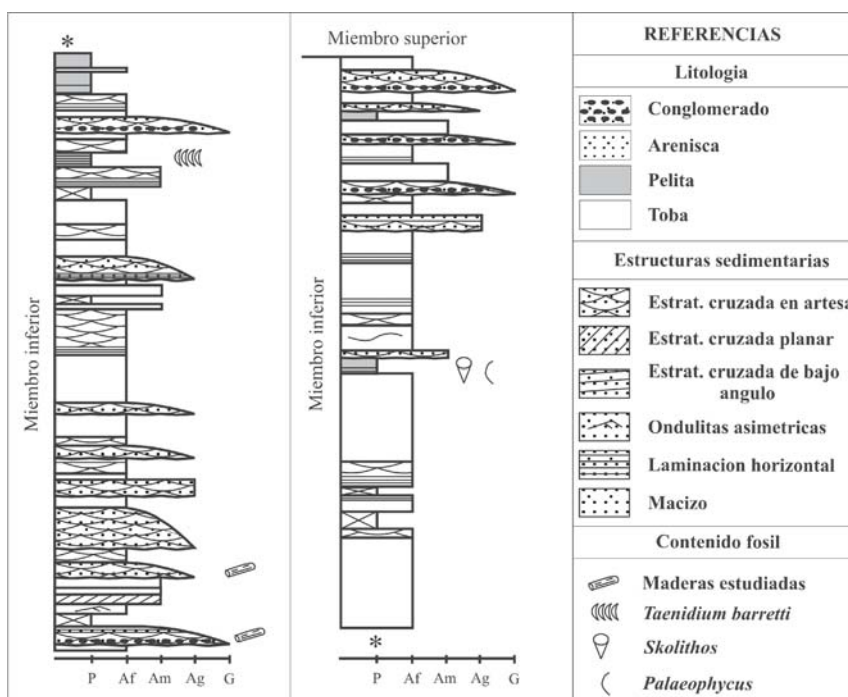 *
Miembro inferior
P Af Am Ag G
Miembro superior
Miembro inferior
*
P Af Am Ag G
REFERENCIAS
Litologia
Conglomerado
Arenisca
Pelita
Toba
Estructuras sedimentarias
Estrat. cruzada en artesa
Estrat. cruzada planar
Estrat. cruzada de bajo
angulo
Ondulitas asimetricas
Laminacion horizontal
Macizo
Contenido fosil
Maderas estudiadas
Taenidium barretti
Skolithos
Palaeophycus